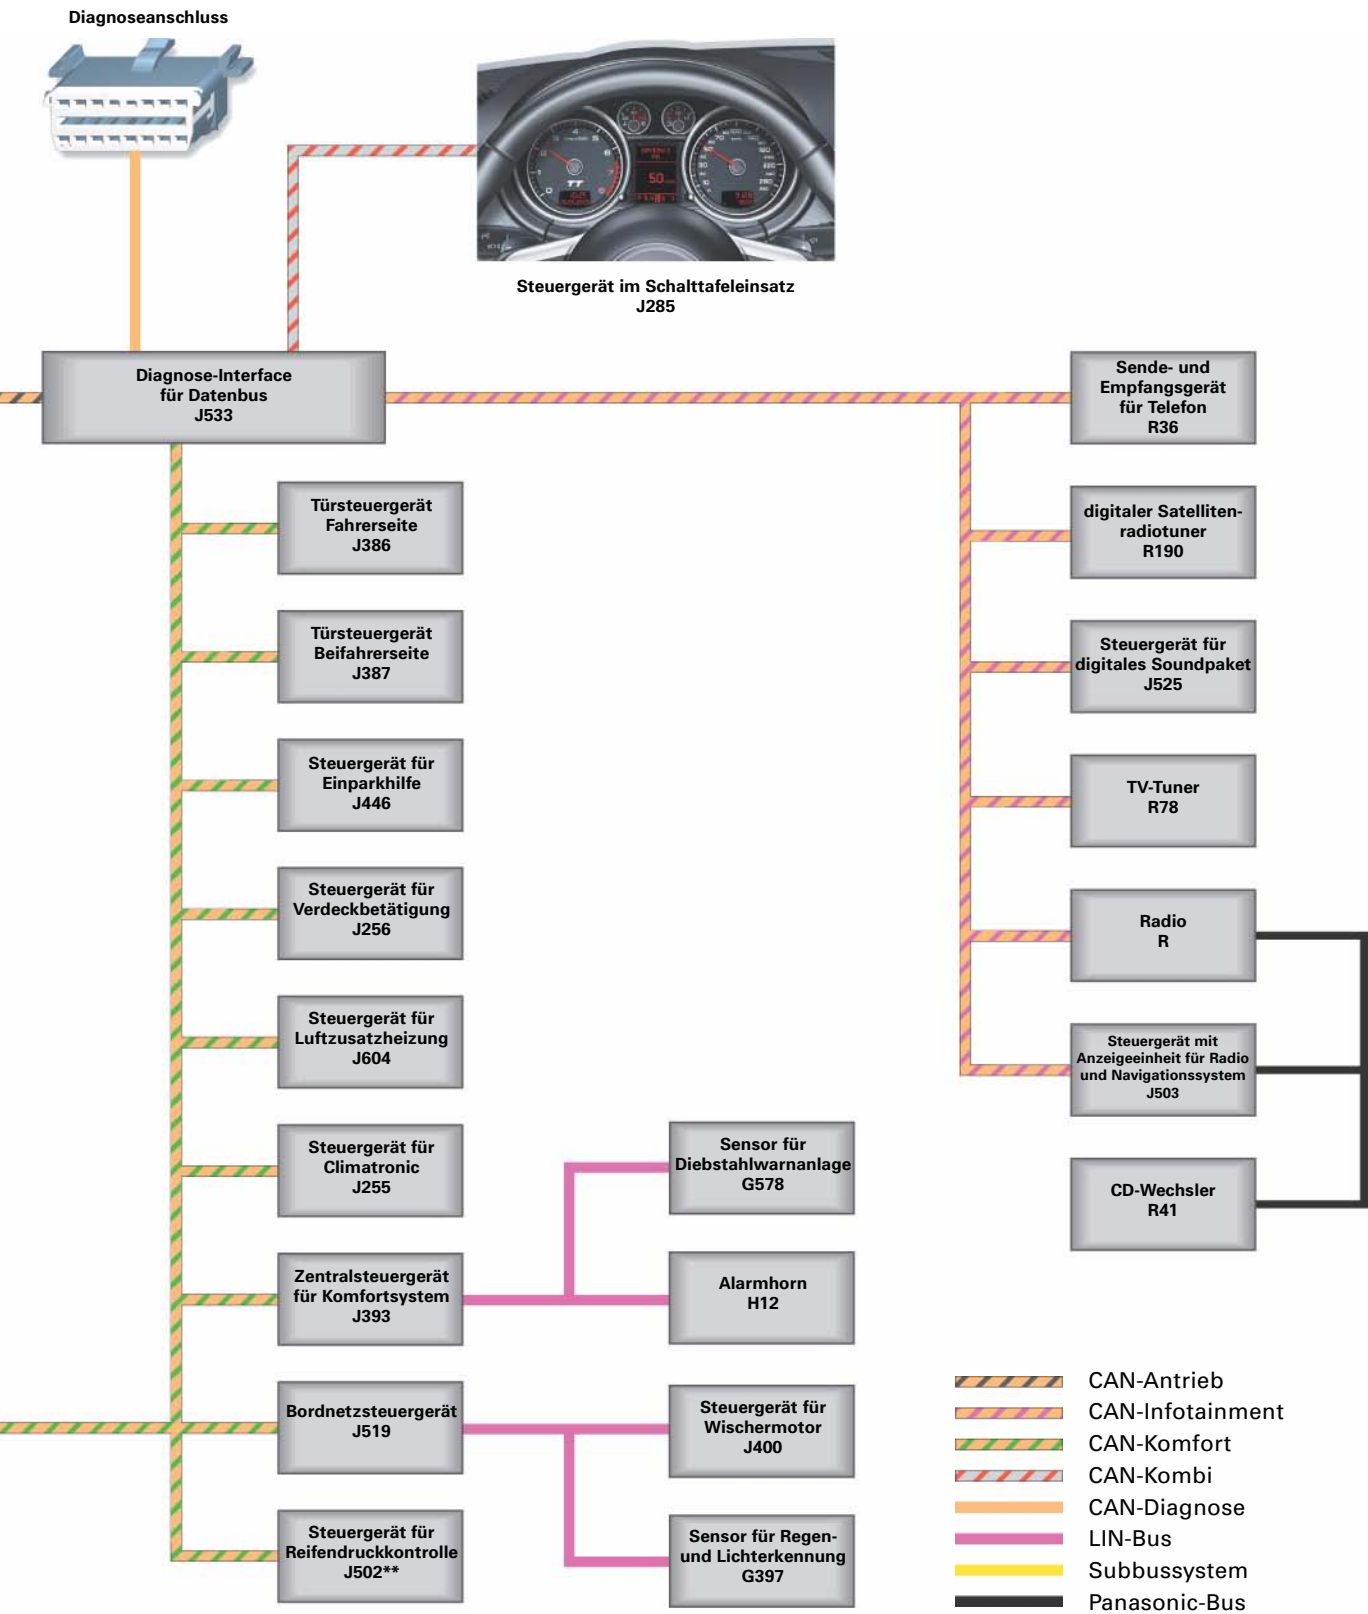 Diagnoseanschluss
Steuergerät im Schalttafeleinsatz
J285
Diagnose-Interface
für Datenbus
J533
Sende- und
Empfangsgerät
für Telefon
R36
Türsteuergerät
Fahrerseite
J386
digitaler Satelliten-
radiotuner
R190
Türsteuergerät
Beifahrerseite
J387
Steuergerät für
digitales Soundpaket
J525
Steuergerät für
Einparkhilfe
J446
TV-Tuner
R78
Steuergerät für
Verdeckbetätigung
J256
Radio
R
Steuergerät für
Luftzusatzheizung
J604
Steuergerät mit
Anzeigeeinheit für Radio
und Navigationssystem
J503
Steuergerät für
Climatronic
J255
Sensor für
Diebstahlwarnanlage
G578
CD-Wechsler
R41
Zentralsteuergerät
für Komfortsystem
J393
Alarmhorn
H12
Bordnetzsteuergerät
J519
Steuergerät für
Wischermotor
J400
Steuergerät für
Reifendruckkontrolle
J502**
Sensor für Regen-
und Lichterkennung
G397
CAN-Antrieb
CAN-Infotainment
CAN-Komfort
CAN-Kombi
CAN-Diagnose
LIN-Bus
Subbussystem
Panasonic-Bus
TT
50